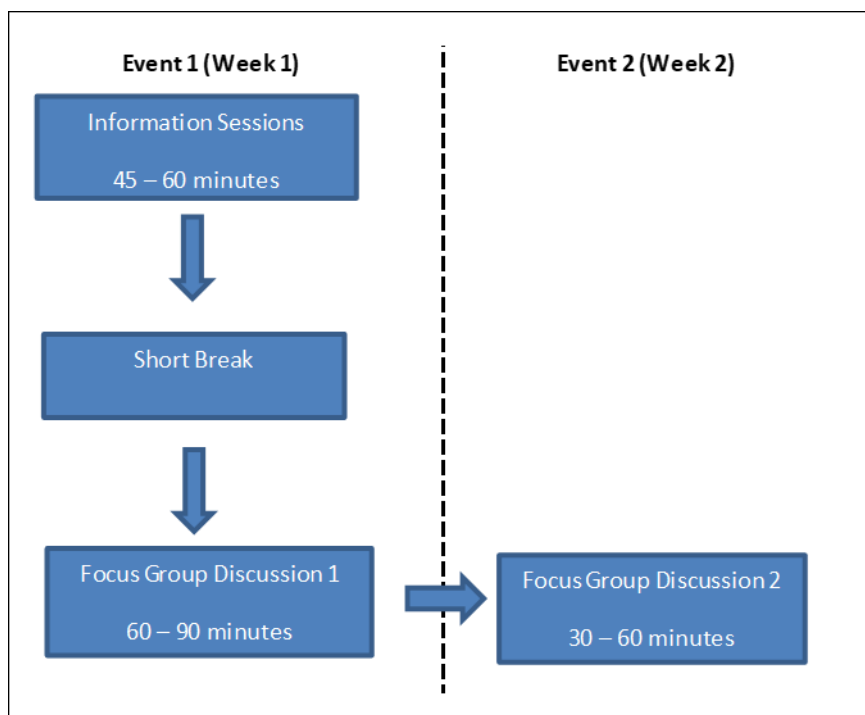 Event 1 (Week 1)
Information Sessions
45 – 60 minutes
Short Break
Focus Group Discussion 1
60 – 90 minutes
Event 2 (Week 2)
Focus Group Discussion 2
30 – 60 minutes